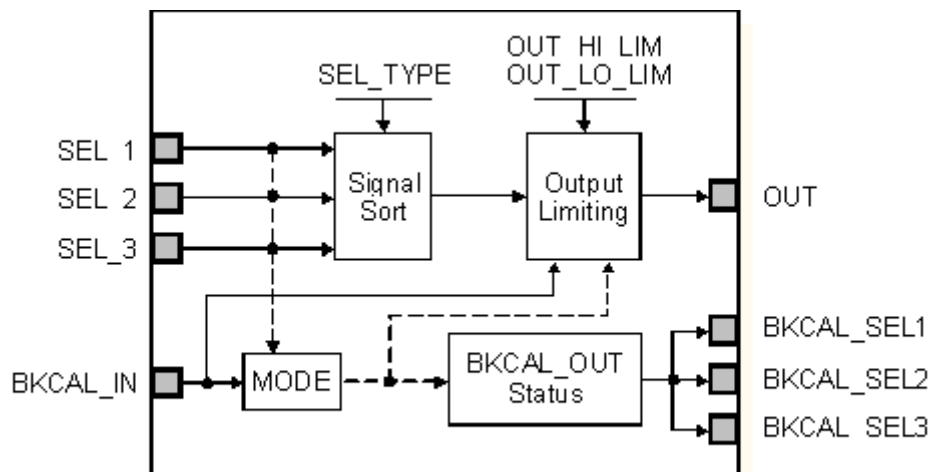 OUT_HI_LIM
OUT_LO_LIM
SEL_TYPE
SEL_1
SEL_2
SEL_3
Signal
Sort
Output
Limiting
OUT
BKCAL_IN
MODE
BKCAL_OUT
Status
BKCAL_SEL1
BKCAL_SEL2
BKCAL_SEL3